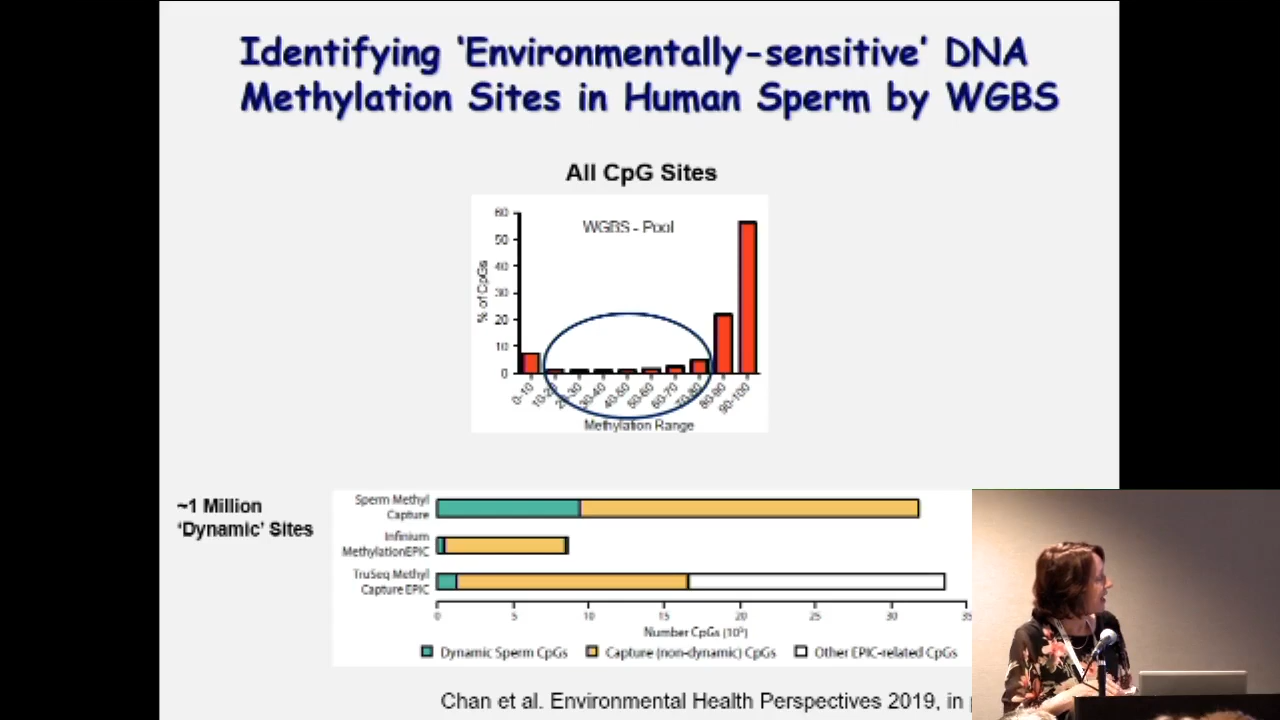 Identifying 'Environmentally-sensitive' DNA
Methylation Sites in Human Sperm by WGBS
All CpG Sites
WGBS - Pool
% of CpGs
60
50
40
30
20
10
0
0-10
10-20
20-30
30-40
40-50
50-60
60-70
70-80
80-90
90-100
Methylation Range
~1 Million
'Dynamic' Sites
Sperm Methyl
Capture
Infinium
MethylationEPIC
TruSeq Methyl
Capture EPIC
0 5 10 15 20 25 30 35
Number CpGs (10⁵)
Dynamic Sperm CpGs Capture (non-dynamic) CpGs Other EPIC-related CpGs
Chan et al. Environmental Health Perspectives 2019, in